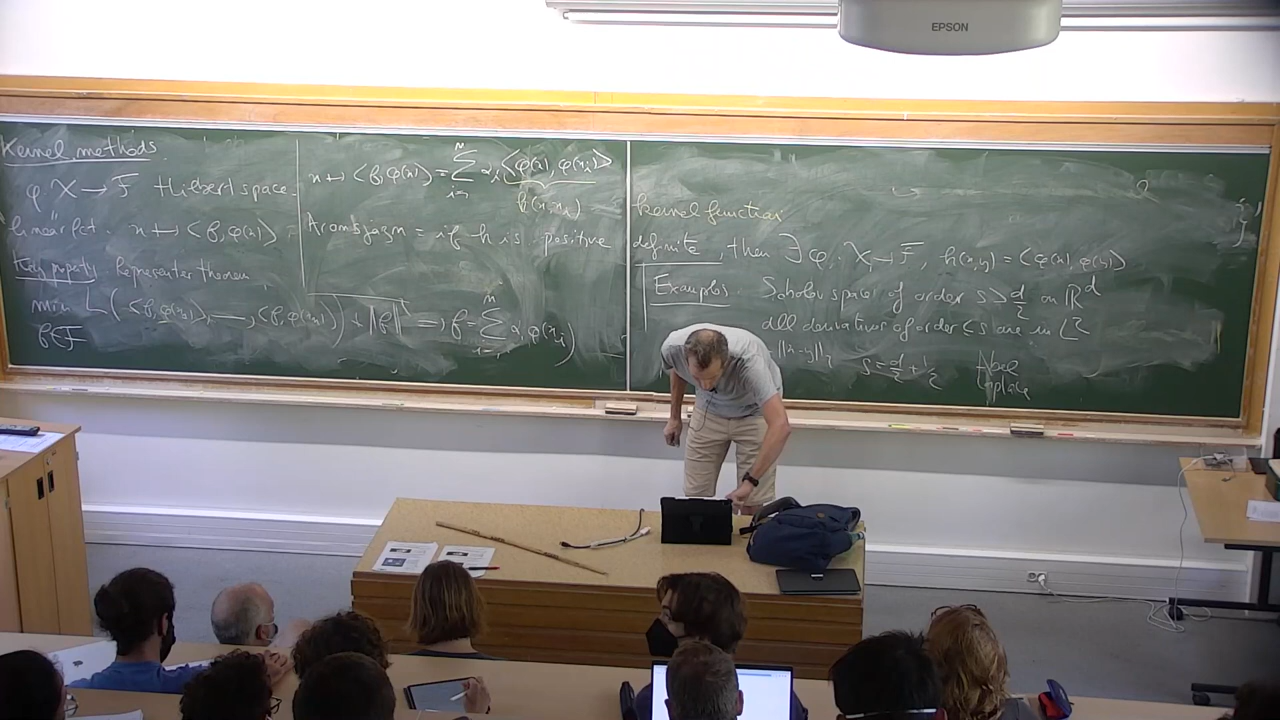 EPSON
Kernel methods
φ: X → F Hilbert space
linear fct. x ↦ <f, φ(x)>
Key property Representer theorem
min L(<f, φ(x₁)>, —, <f, φ(xₙ)>) + ||f||² => f = Σ αᵢ φ(xᵢ)
f∈F
x ↦ <f, φ(x)> = Σ αᵢ <φ(x), φ(xᵢ)>
k(x, xᵢ)
Aronszajn = if k is positive
kernel function
definite, then ∃ φ: X → F, k(x,y) = <φ(x), φ(y)>
Examples. Sobolev spaces of order s > d/2 on ℝᵈ
all derivatives of order ≤ s are in L²
||x-y||₂ s = d/2 + 1/2 Abel
Laplace